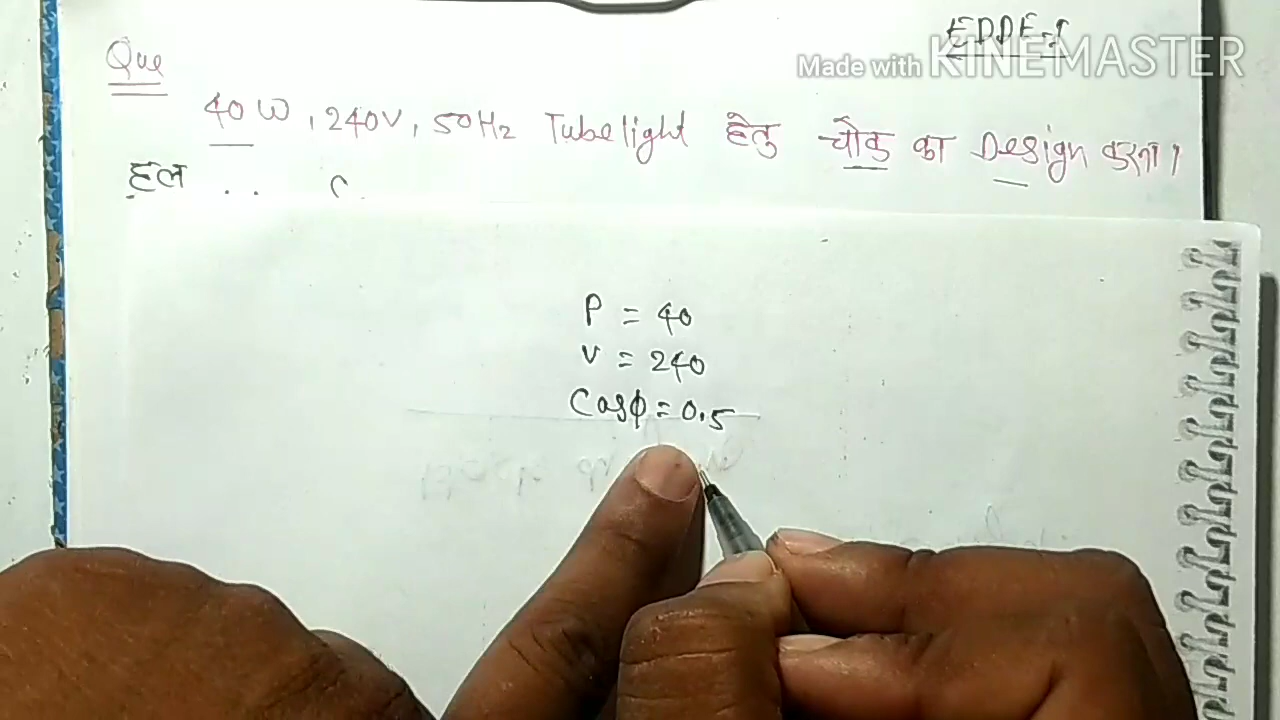 EDDE-I
Made with KINEMASTER
Que
40 W, 240V, 50Hz Tubelight हेतु चौक का Design करना।
हल
P = 40
V = 240
Cosϕ = 0.5